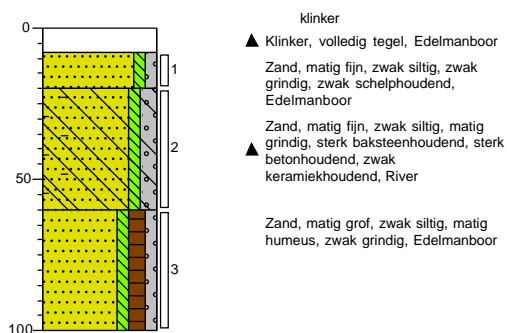 klinker
0
Klinker, volledig tegel, Edelmanboor
1
Zand, matig fijn, zwak siltig, zwak
grindig, zwak schelphoudend,
Edelmanboor
2
Zand, matig fijn, zwak siltig, matig
grindig, sterk baksteenhoudend, sterk
betonhoudend, zwak
keramiekhoudend, River
50
3
Zand, matig grof, zwak siltig, matig
humeus, zwak grindig, Edelmanboor
100